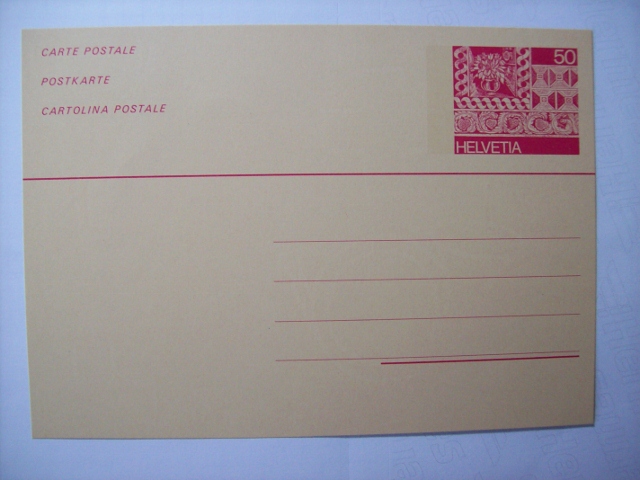 CARTE POSTALE
POSTKARTE
CARTOLINA POSTALE
50
HELVETIA